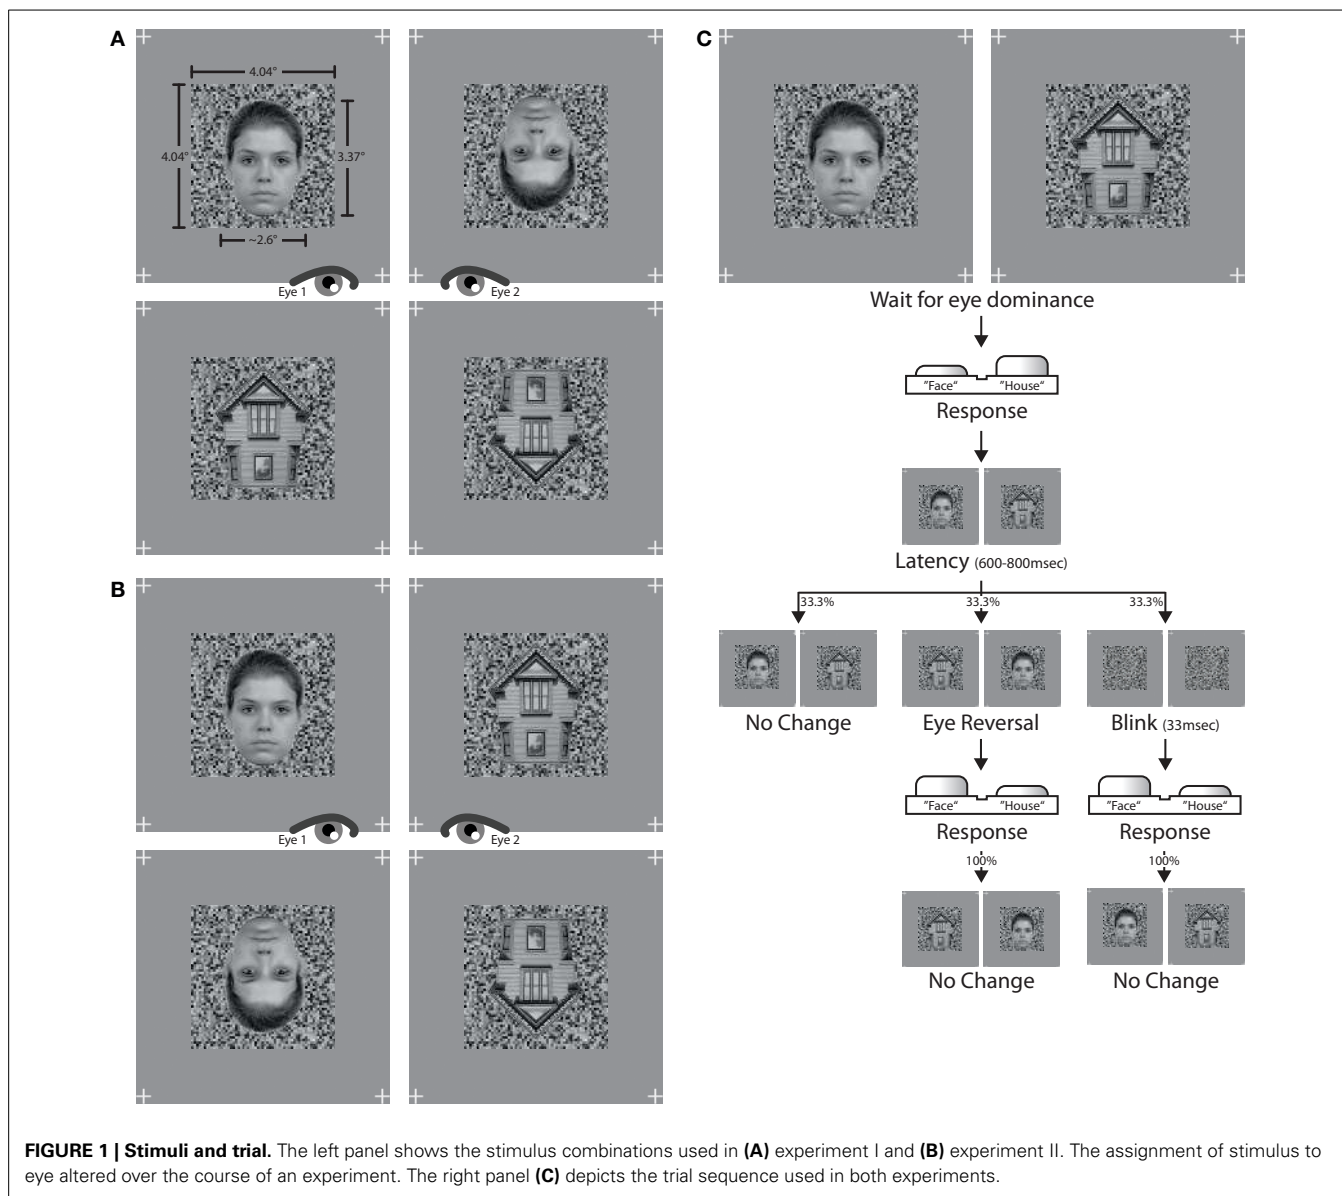 A
4.04°
4.04°
3.37°
~2.6°
Eye 1
Eye 2
B
Eye 1
Eye 2
C
Wait for eye dominance
"Face“ "House“
Response
Latency (600-800msec)
33.3% 33.3% 33.3%
No Change Eye Reversal Blink (33msec)
"Face“ "House“ "Face“ "House“
Response Response
100% 100%
No Change No Change
FIGURE 1 | Stimuli and trial. The left panel shows the stimulus combinations used in (A) experiment I and (B) experiment II. The assignment of stimulus to
eye altered over the course of an experiment. The right panel (C) depicts the trial sequence used in both experiments.